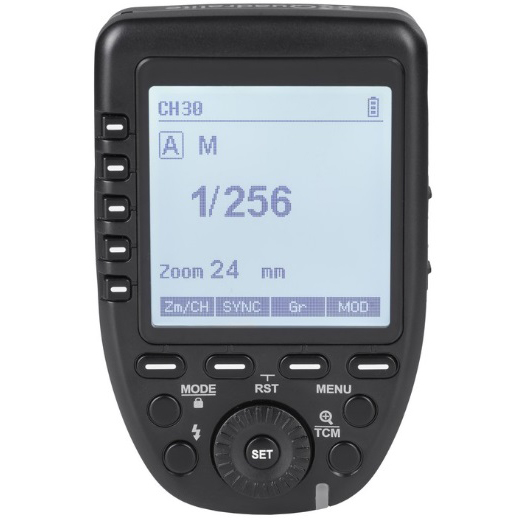 CH30
A M
1/256
Zoom 24 mm
Zm/CH SYNC Gr MOD
MODE RST MENU
TCM
SET